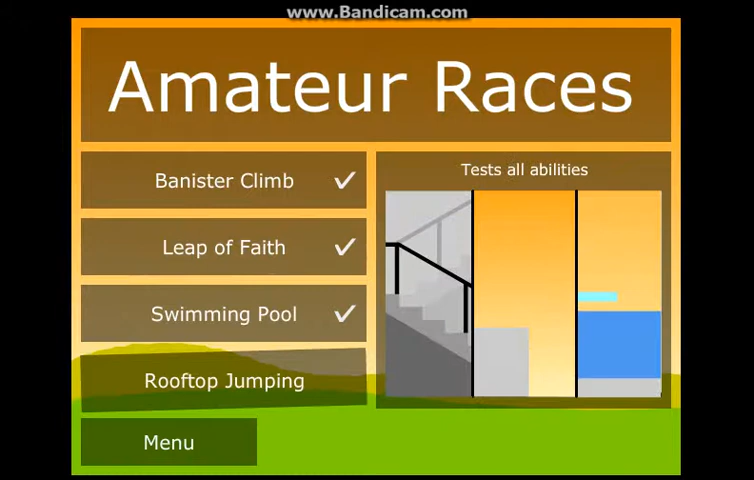 www.Bandicam.com
Amateur Races
Banister Climb
Tests all abilities
Leap of Faith
Swimming Pool
Rooftop Jumping
Menu